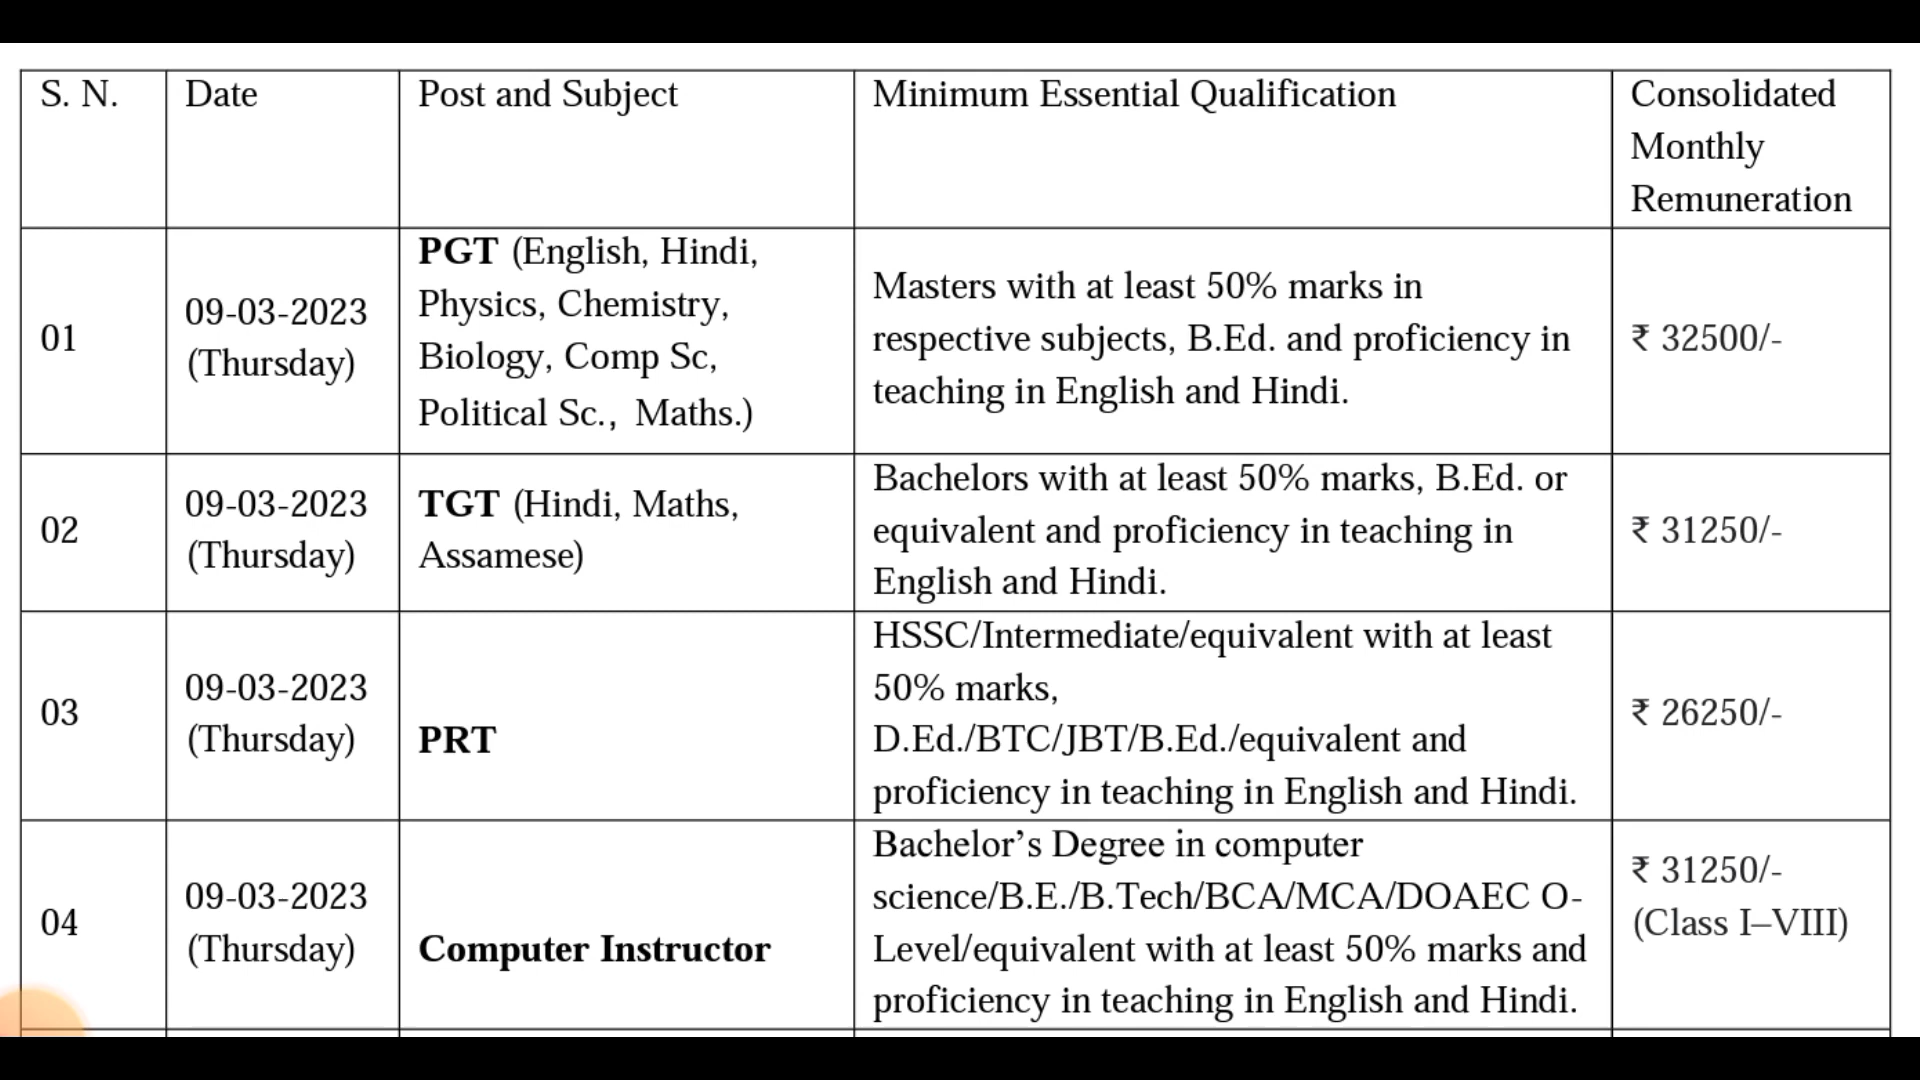 S. N.
Date
Post and Subject
Minimum Essential Qualification
Consolidated
Monthly
Remuneration
01
09-03-2023
(Thursday)
PGT (English, Hindi,
Physics, Chemistry,
Biology, Comp Sc,
Political Sc., Maths.)
Masters with at least 50% marks in
respective subjects, B.Ed. and proficiency in
teaching in English and Hindi.
₹ 32500/-
02
09-03-2023
(Thursday)
TGT (Hindi, Maths,
Assamese)
Bachelors with at least 50% marks, B.Ed. or
equivalent and proficiency in teaching in
English and Hindi.
₹ 31250/-
03
09-03-2023
(Thursday)
PRT
HSSC/Intermediate/equivalent with at least
50% marks,
D.Ed./BTC/JBT/B.Ed./equivalent and
proficiency in teaching in English and Hindi.
₹ 26250/-
04
09-03-2023
(Thursday)
Computer Instructor
Bachelor’s Degree in computer
science/B.E./B.Tech/BCA/MCA/DOAEC O-
Level/equivalent with at least 50% marks and
proficiency in teaching in English and Hindi.
₹ 31250/-
(Class I–VIII)